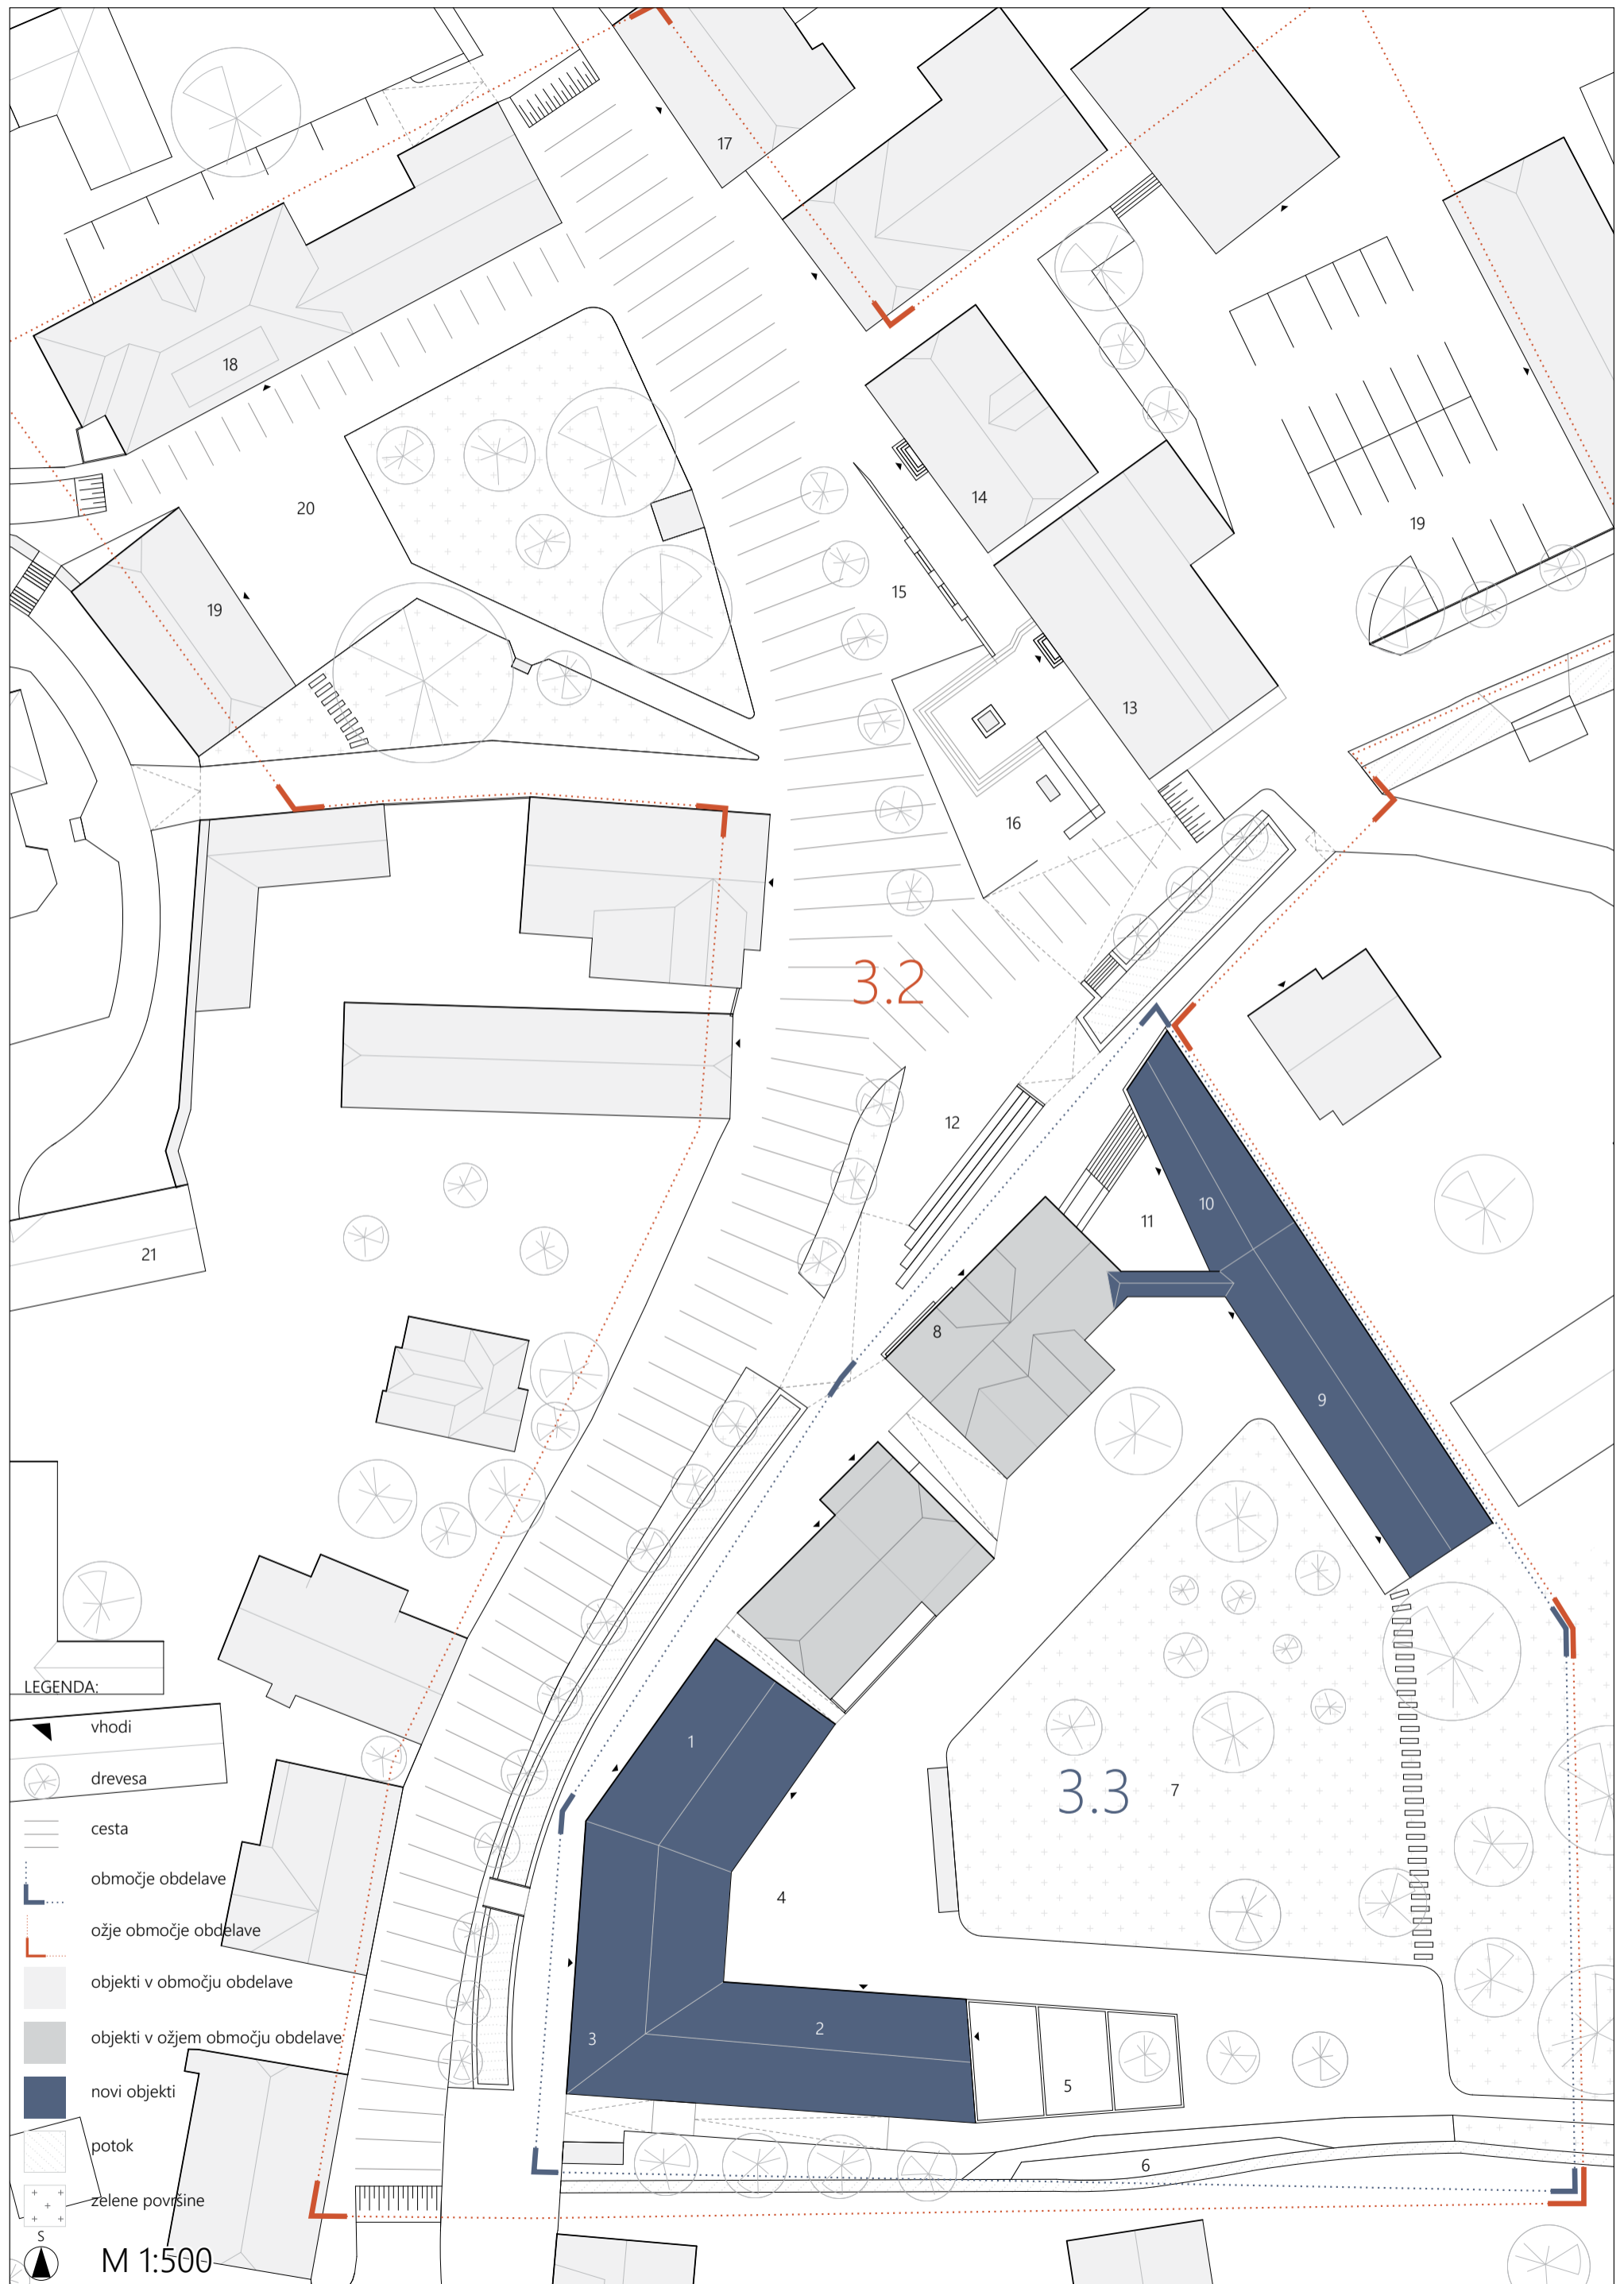 17
18
20
14
19
15
19
13
16
3.2
12
10
11
21
8
9
LEGENDA:
vhodi
drevesa
cesta
območje obdelave
ožje območje obdelave
objekti v območju obdelave
objekti v ožjem območju obdelave
novi objekti
potok
zelene površine
S
M 1:500
1
3.3
7
4
2
3
5
6